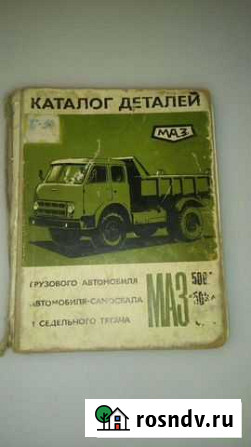 КАТАЛОГ ДЕТАЛЕЙ
МАЗ
ГРУЗОВОГО АВТОМОБИЛЯ
АВТОМОБИЛЯ-САМОСВАЛА
СЕДЕЛЬНОГО ТЯГАЧА
МАЗ
rosndv.ru